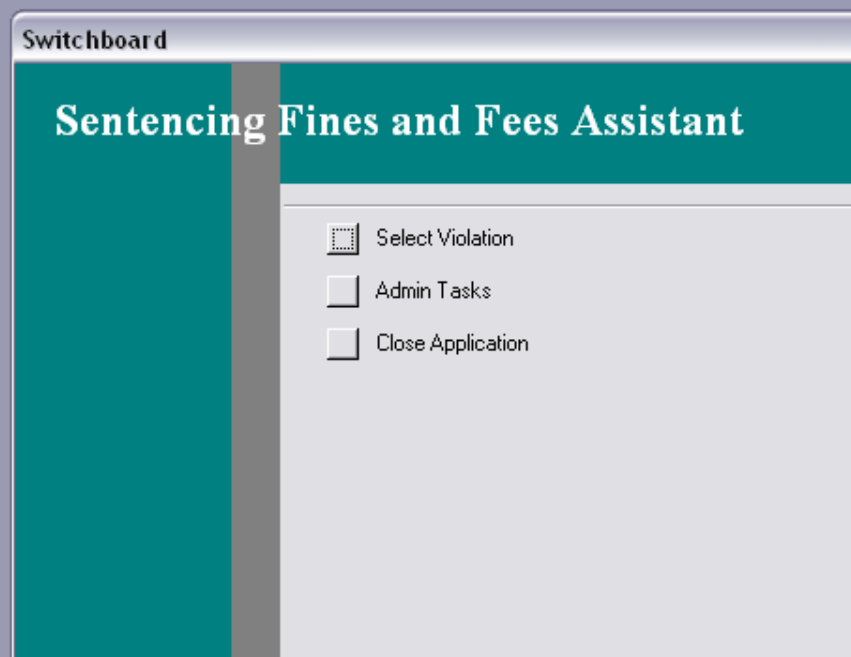 Switchboard
Sentencing Fines and Fees Assistant
Select Violation
Admin Tasks
Close Application